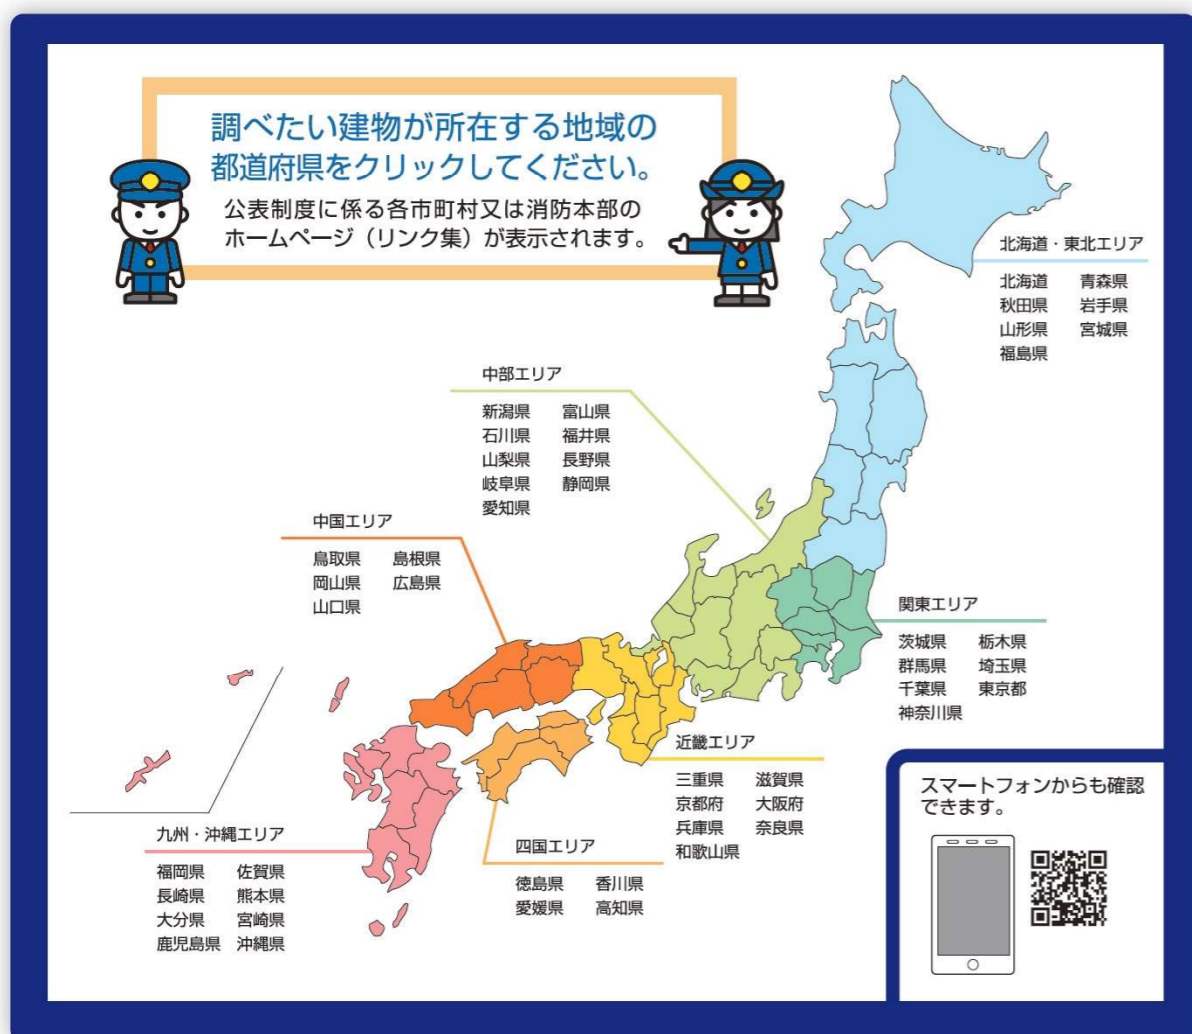 調べたい建物が所在する地域の
都道府県をクリックしてください。
公表制度に係る各市町村又は消防本部の
ホームページ（リンク集）が表示されます。
北海道・東北エリア
北海道 青森県
秋田県 岩手県
山形県 宮城県
福島県
中部エリア
新潟県 富山県
石川県 福井県
山梨県 長野県
岐阜県 静岡県
愛知県
中国エリア
鳥取県 島根県
岡山県 広島県
山口県
関東エリア
茨城県 栃木県
群馬県 埼玉県
千葉県 東京都
神奈川県
近畿エリア
三重県 滋賀県
京都府 大阪府
兵庫県 奈良県
和歌山県
四国エリア
徳島県 香川県
愛媛県 高知県
九州・沖縄エリア
福岡県 佐賀県
長崎県 熊本県
大分県 宮崎県
鹿児島県 沖縄県
スマートフォンからも確認
できます。